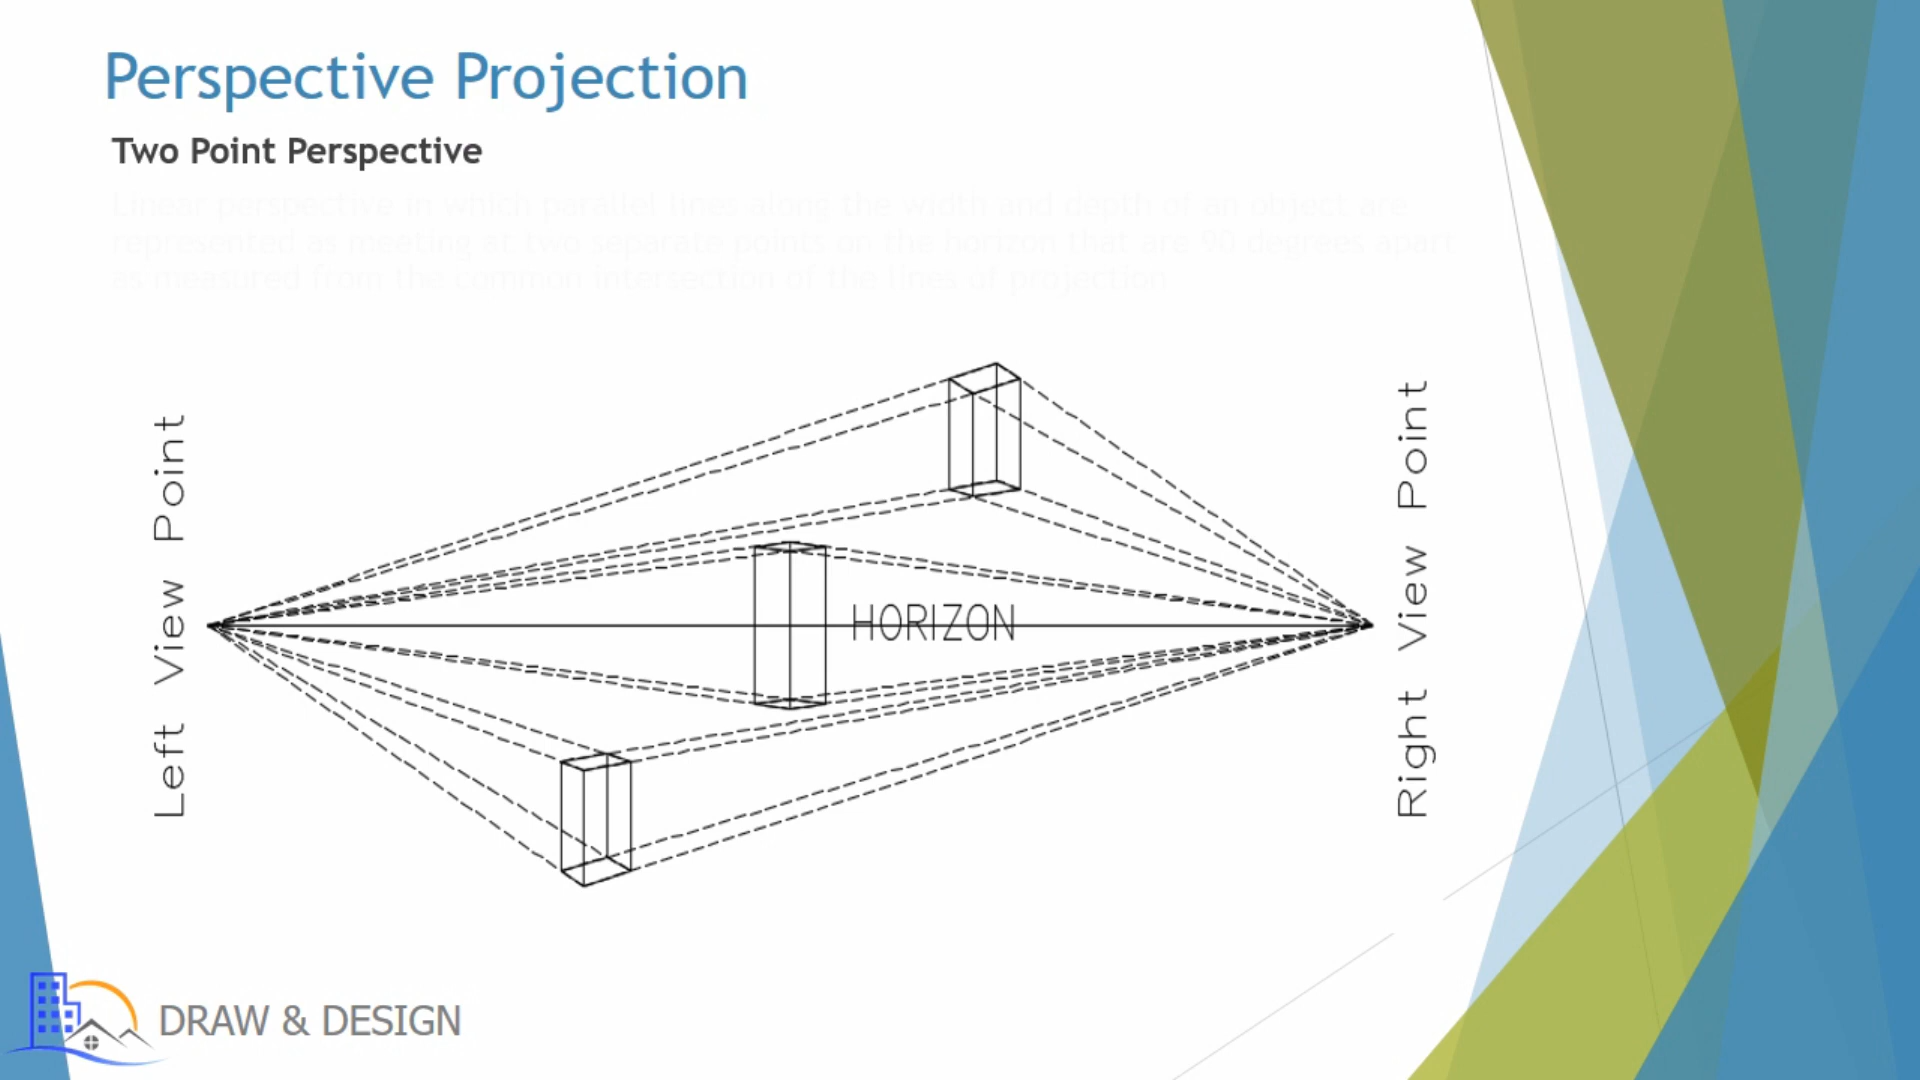 Perspective Projection
Two Point Perspective
Linear perspective in which parallel lines along the width and depth of an object are
represented as meeting at two separate points on the horizon that are 90 degrees apart
as measured from the common intersection of the lines of projection
Left View Point
HORIZON
Right View Point
DRAW & DESIGN